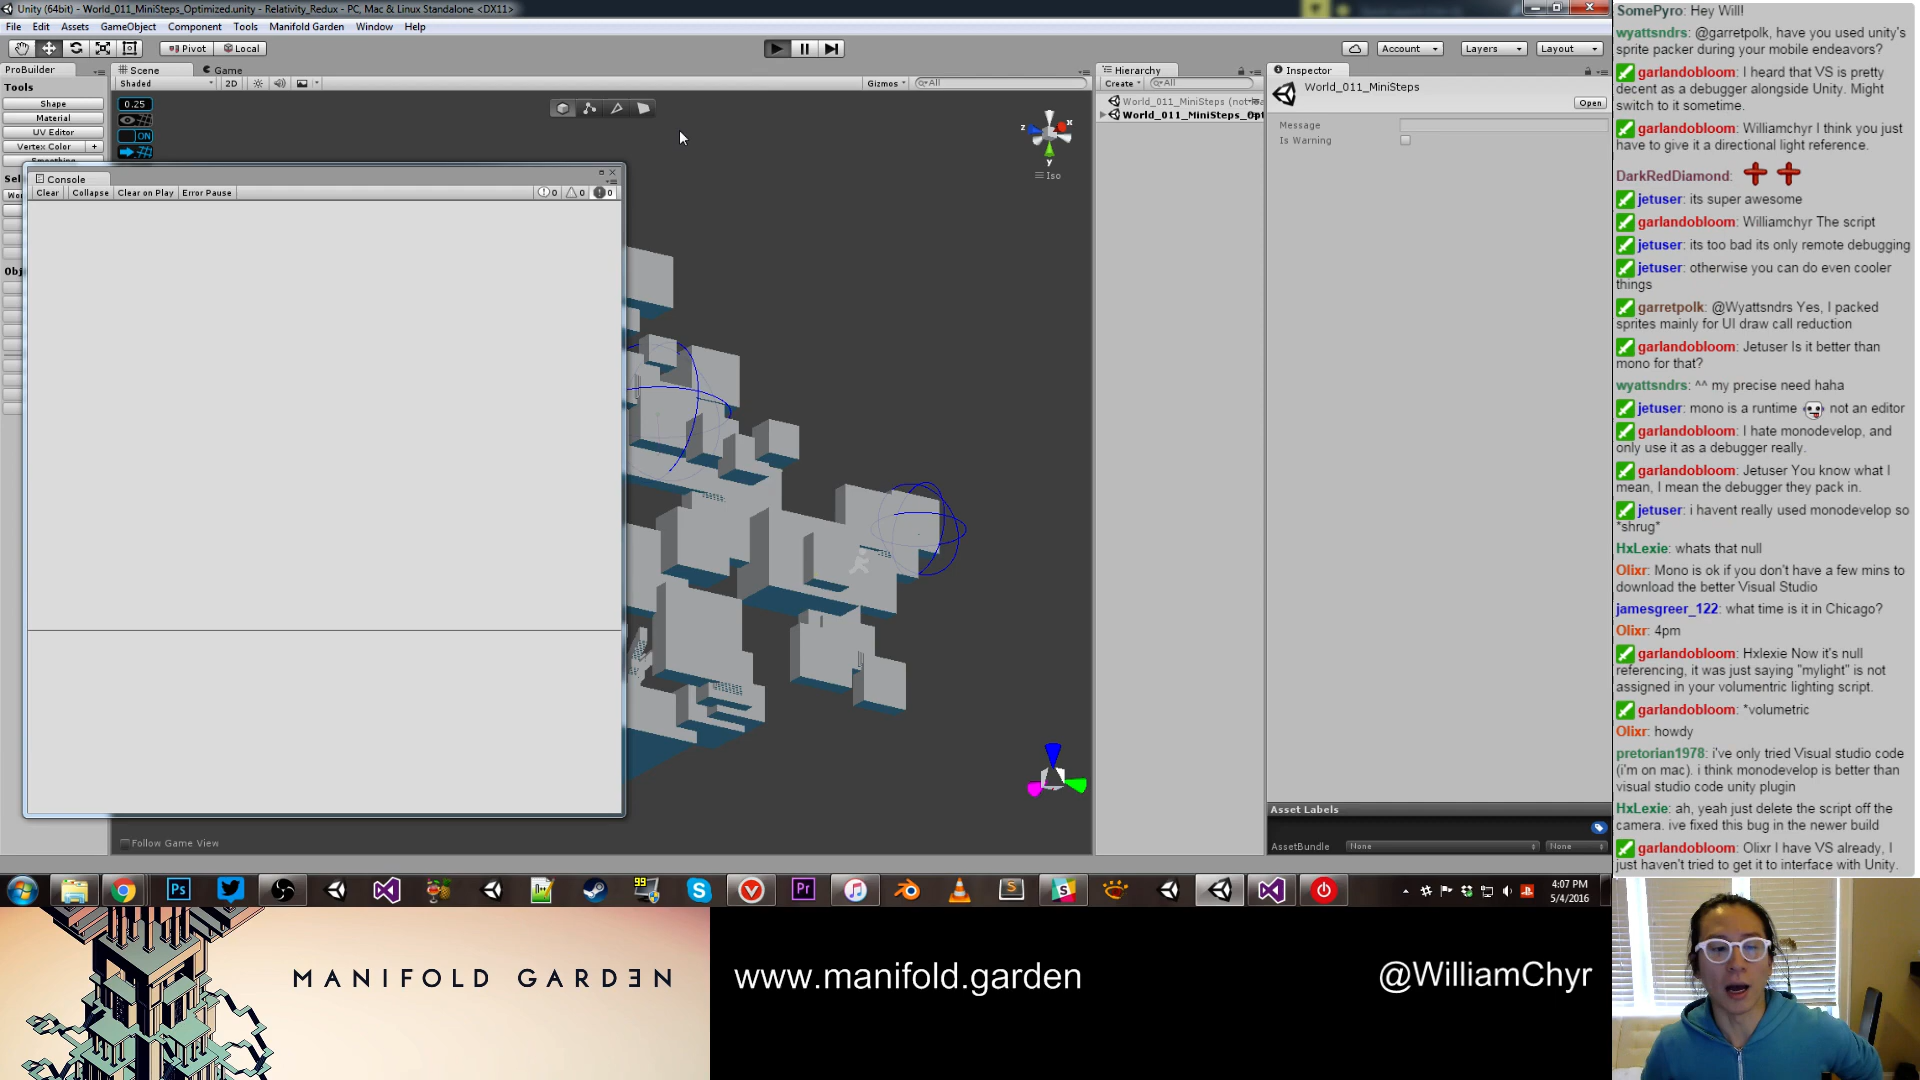 Unity (64bit) - World_011_MiniSteps_Optimized.unity - Relativity_Redux - PC, Mac & Linux Standalone <DX11>
File Edit Assets GameObject Component Tools Manifold Garden Window Help
Pivot Local Account Layers Layout
ProBuilder Scene Game Hierarchy Inspector
Tools Shaded 2D Gizmos All Create All
Shape
Material
UV Editor
Vertex Color +
0.25
ON
World_011_MiniSteps
World_011_MiniSteps
Open
Message
Is Warning
z x
y
Iso
Console
Clear Collapse Clear on Play Error Pause 0 0 0
Follow Game View
Asset Labels
AssetBundle None None
SomePyro: Hey Will!
wyattsndrs: @garretpolk, have you used unity's
sprite packer during your mobile endeavors?
garlandobloom: I heard that VS is pretty
decent as a debugger alongside Unity. Might
switch to it sometime.
garlandobloom: Williamchyr I think you just
have to give it a directional light reference.
DarkRedDiamond:
jetuser: its super awesome
garlandobloom: Williamchyr The script
jetuser: its too bad its only remote debugging
jetuser: otherwise you can do even cooler
things
garretpolk: @Wyattsndrs Yes, I packed
sprites mainly for UI draw call reduction
garlandobloom: Jetuser Is it better than
mono for that?
wyattsndrs: ^^ my precise need haha
jetuser: mono is a runtime not an editor
garlandobloom: I hate monodevelop, and
only use it as a debugger really.
garlandobloom: Jetuser You know what I
mean, I mean the debugger they pack in.
jetuser: i havent really used monodevelop so
*shrug*
HxLexie: whats that null
Olixr: Mono is ok if you don't have a few mins to
download the better Visual Studio
jamesgreer_122: what time is it in Chicago?
Olixr: 4pm
garlandobloom: Hxlexie Now it's null
referencing, it was just saying "mylight" is not
assigned in your volumentric lighting script.
garlandobloom: *volumetric
Olixr: howdy
pretorian1978: i've only tried Visual studio code
(i'm on mac). i think monodevelop is better than
visual studio code unity plugin
HxLexie: ah, yeah just delete the script off the
camera. ive fixed this bug in the newer build
garlandobloom: Olixr I have VS already, I
just haven't tried to get it to interface with Unity.
Ps 99 Pr S
4:07 PM
5/4/2016
MANIFOLD GARDƎN
www.manifold.garden
@WilliamChyr